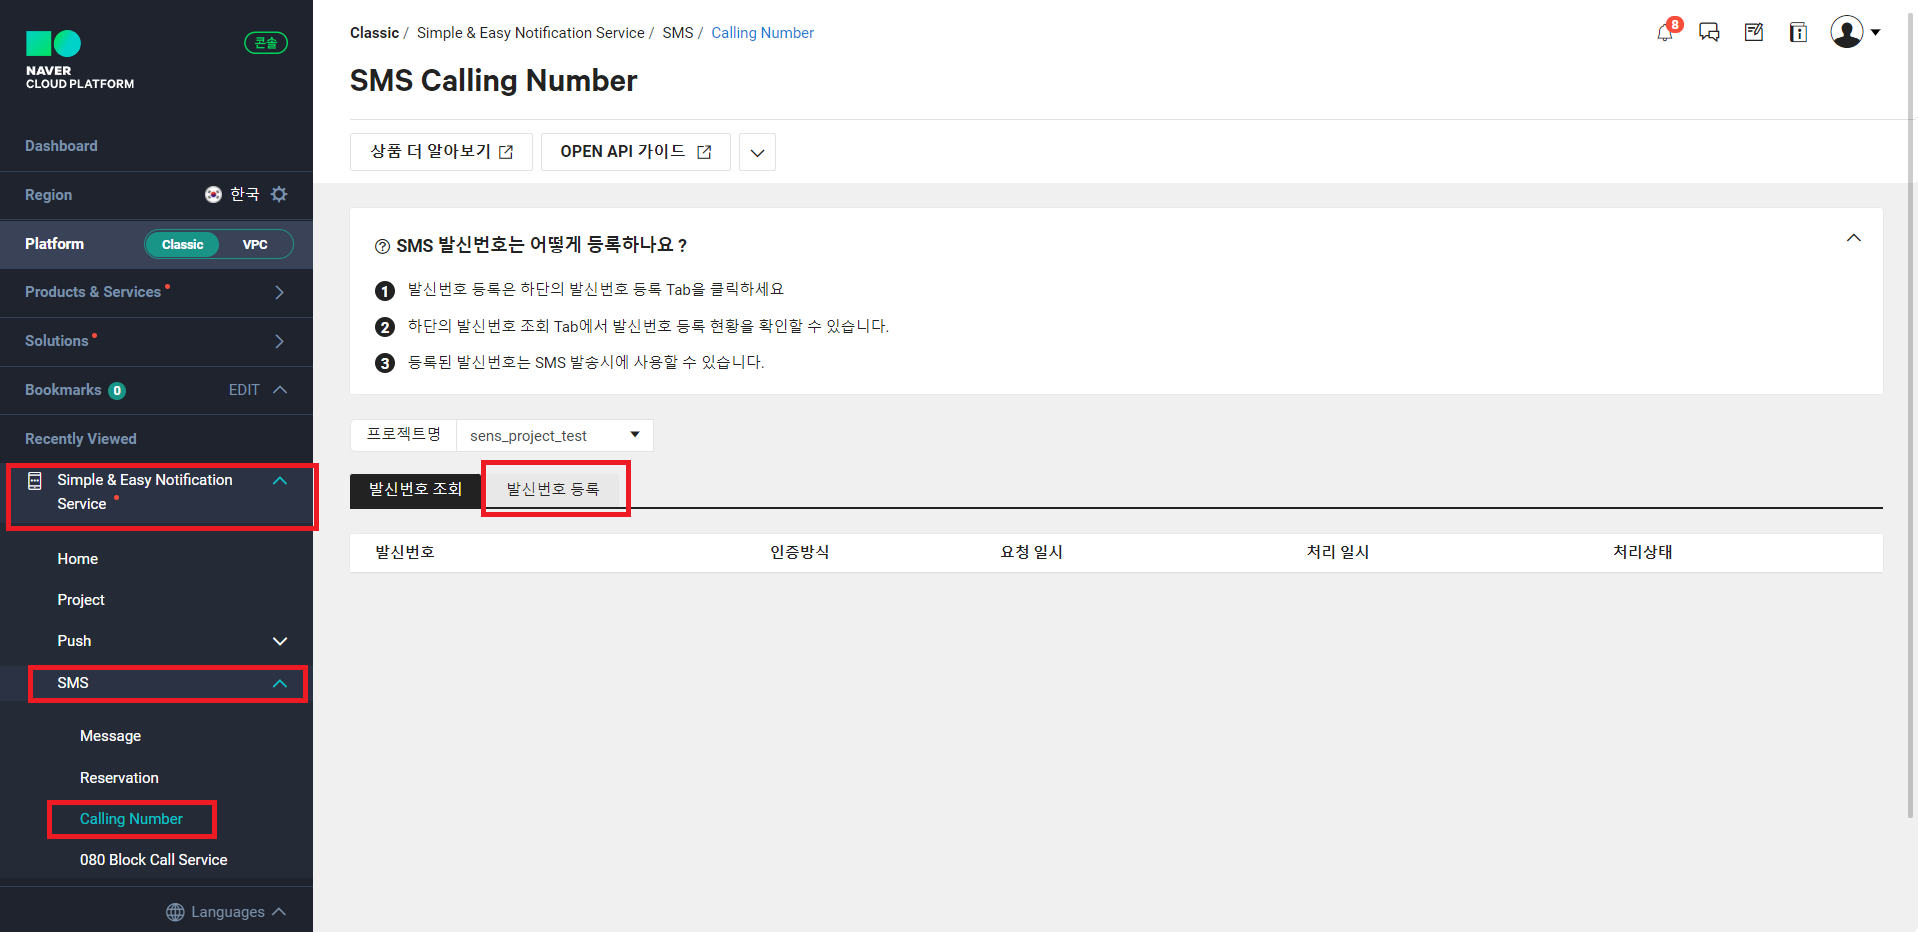 NAVER
CLOUD PLATFORM
콘솔
Dashboard
Region 한국
Platform Classic VPC
Products & Services
Solutions
Bookmarks 0 EDIT
Recently Viewed
Simple & Easy Notification
Service
Home
Project
Push
SMS
Message
Reservation
Calling Number
080 Block Call Service
Languages
Classic / Simple & Easy Notification Service / SMS / Calling Number
8
SMS Calling Number
상품 더 알아보기 OPEN API 가이드
? SMS 발신번호는 어떻게 등록하나요 ?
1 발신번호 등록은 하단의 발신번호 등록 Tab을 클릭하세요
2 하단의 발신번호 조회 Tab에서 발신번호 등록 현황을 확인할 수 있습니다.
3 등록된 발신번호는 SMS 발송시에 사용할 수 있습니다.
프로젝트명 sens_project_test
발신번호 조회 발신번호 등록
발신번호 인증방식 요청 일시 처리 일시 처리상태